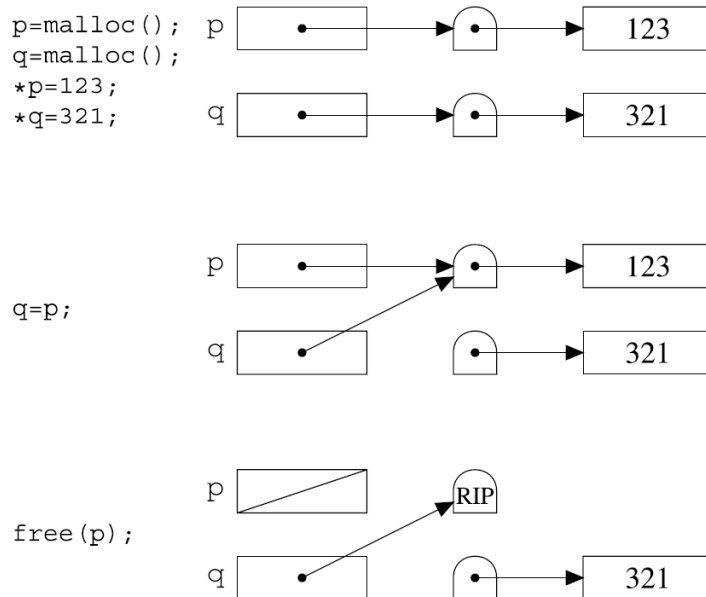 p=malloc();
q=malloc();
*p=123;
*q=321;
p
123
q
321
q=p;
p
123
q
321
free(p);
p
RIP
q
321